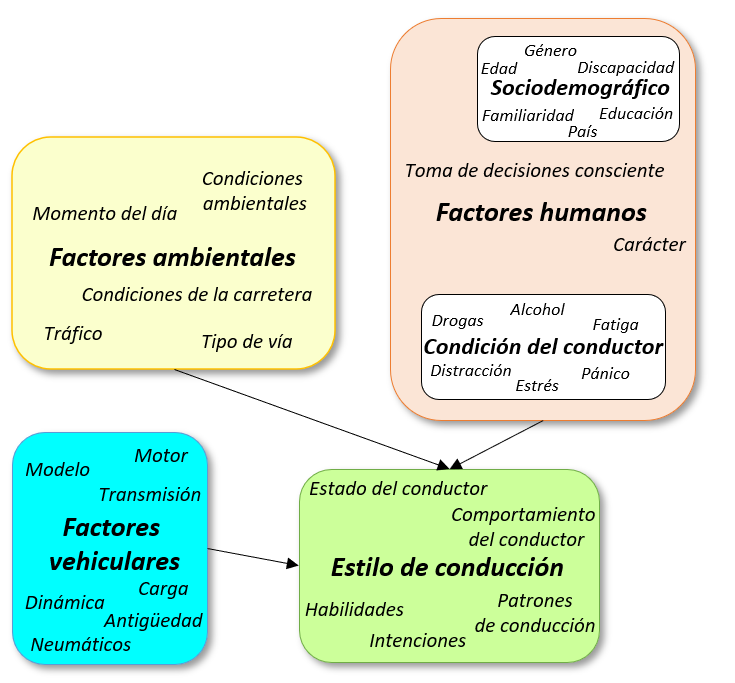 Género
Edad
Discapacidad
Sociodemográfico
Familiaridad
Educación
País
Toma de decisiones consciente
Factores humanos
Carácter
Drogas
Alcohol
Fatiga
Condición del conductor
Distracción
Estrés
Pánico
Condiciones
ambientales
Momento del día
Factores ambientales
Condiciones de la carretera
Tráfico
Tipo de vía
Motor
Modelo
Transmisión
Factores
vehiculares
Carga
Dinámica
Antigüedad
Neumáticos
Estado del conductor
Comportamiento
del conductor
Estilo de conducción
Habilidades
Patrones
de conducción
Intenciones